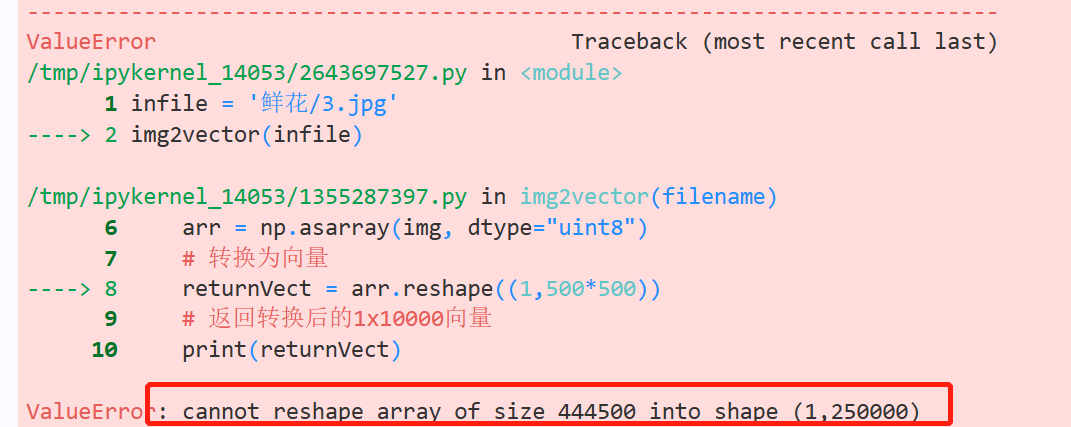 ---------------------------------------------------------------------------
ValueError                                Traceback (most recent call last)
/tmp/ipykernel_14053/2643697527.py in <module>
      1 infile = '鲜花/3.jpg'
----> 2 img2vector(infile)
/tmp/ipykernel_14053/1355287397.py in img2vector(filename)
      6     arr = np.asarray(img, dtype="uint8")
      7     # 转换为向量
----> 8     returnVect = arr.reshape((1,500*500))
      9     # 返回转换后的1x10000向量
     10     print(returnVect)
ValueError: cannot reshape array of size 444500 into shape (1,250000)